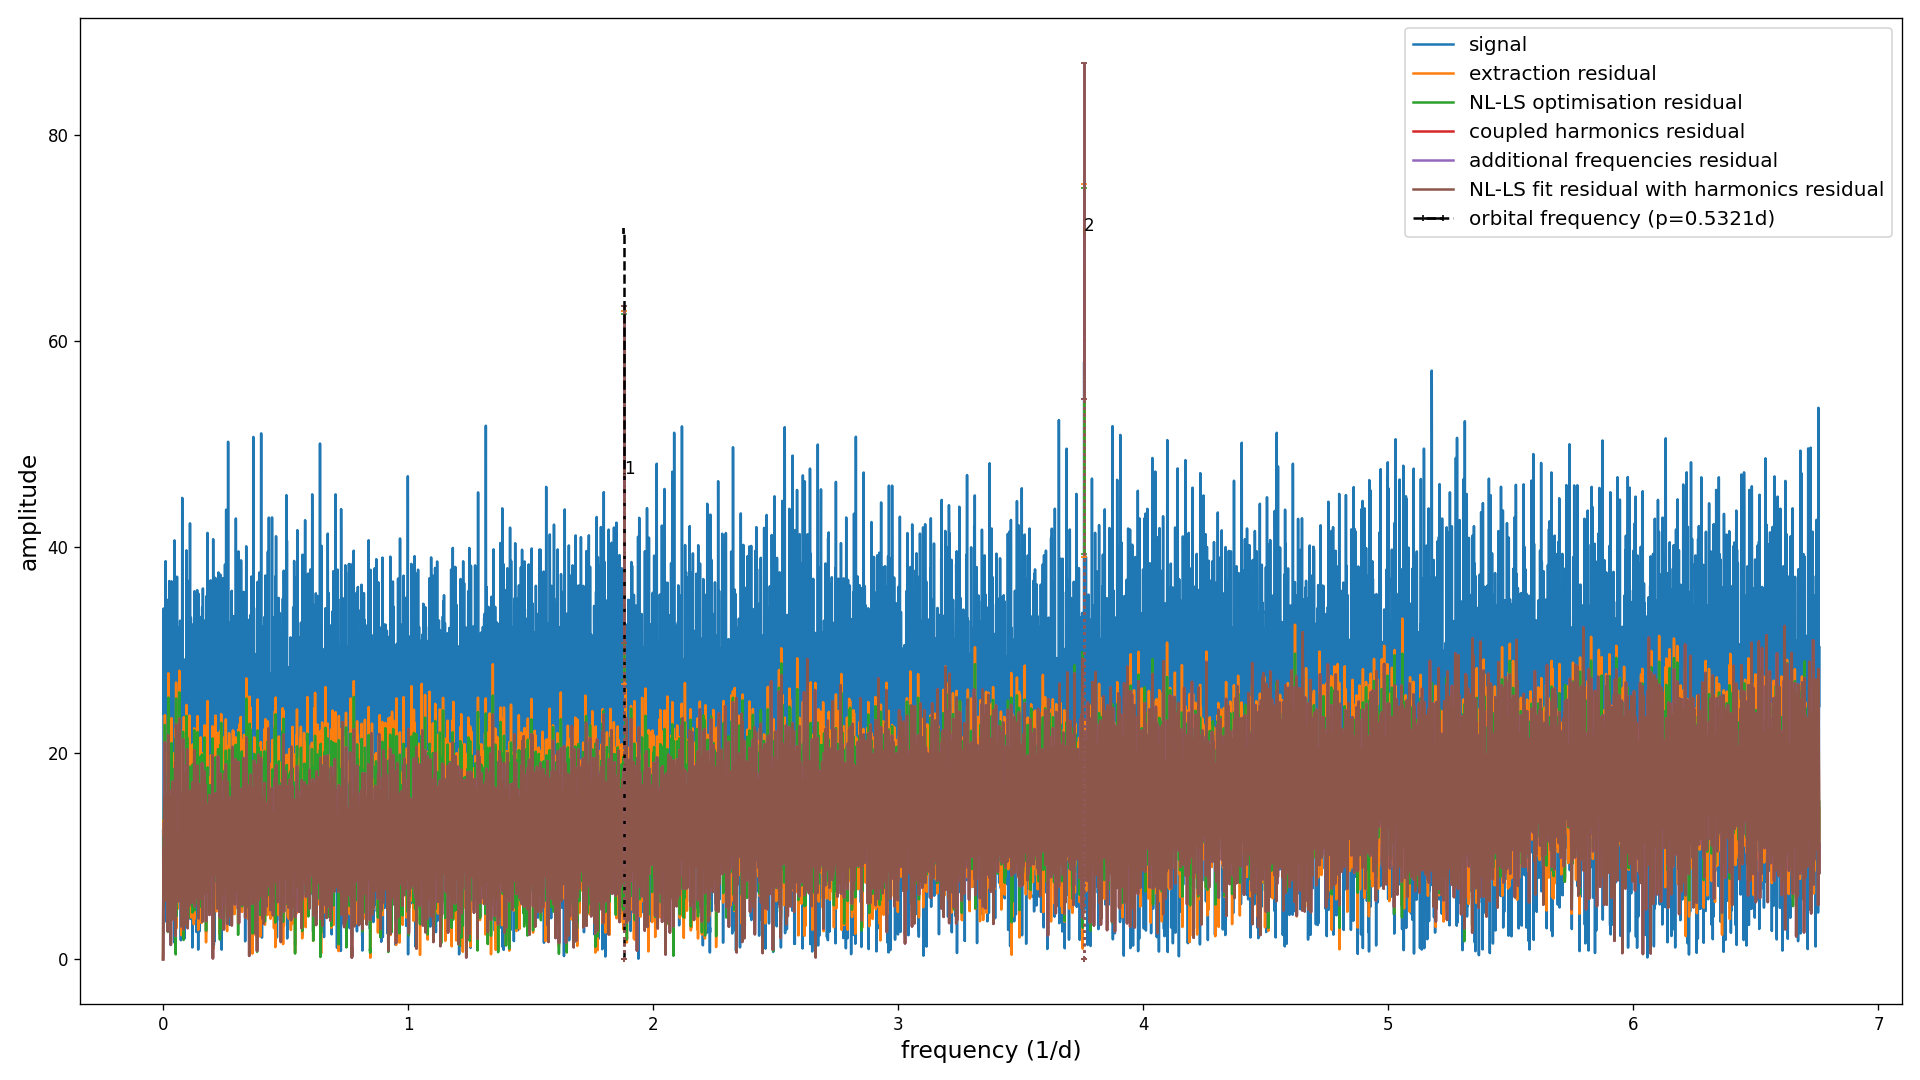 signal
extraction residual
NL-LS optimisation residual
coupled harmonics residual
additional frequencies residual
NL-LS fit residual with harmonics residual
orbital frequency (p=0.5321d)
80
60
40
20
0
amplitude
1
2
0 1 2 3 4 5 6 7
frequency (1/d)